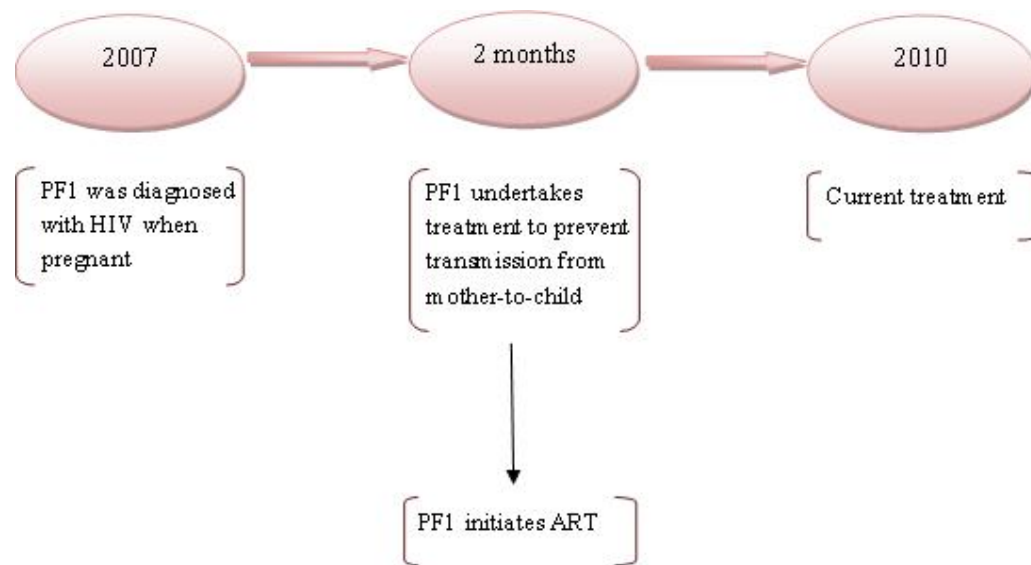 2007
2 months
2010
PF1 was diagnosed
with HIV when
pregnant
PF1 undertakes
treatment to prevent
transmission from
mother-to-child
Current treatment
PF1 initiates ART